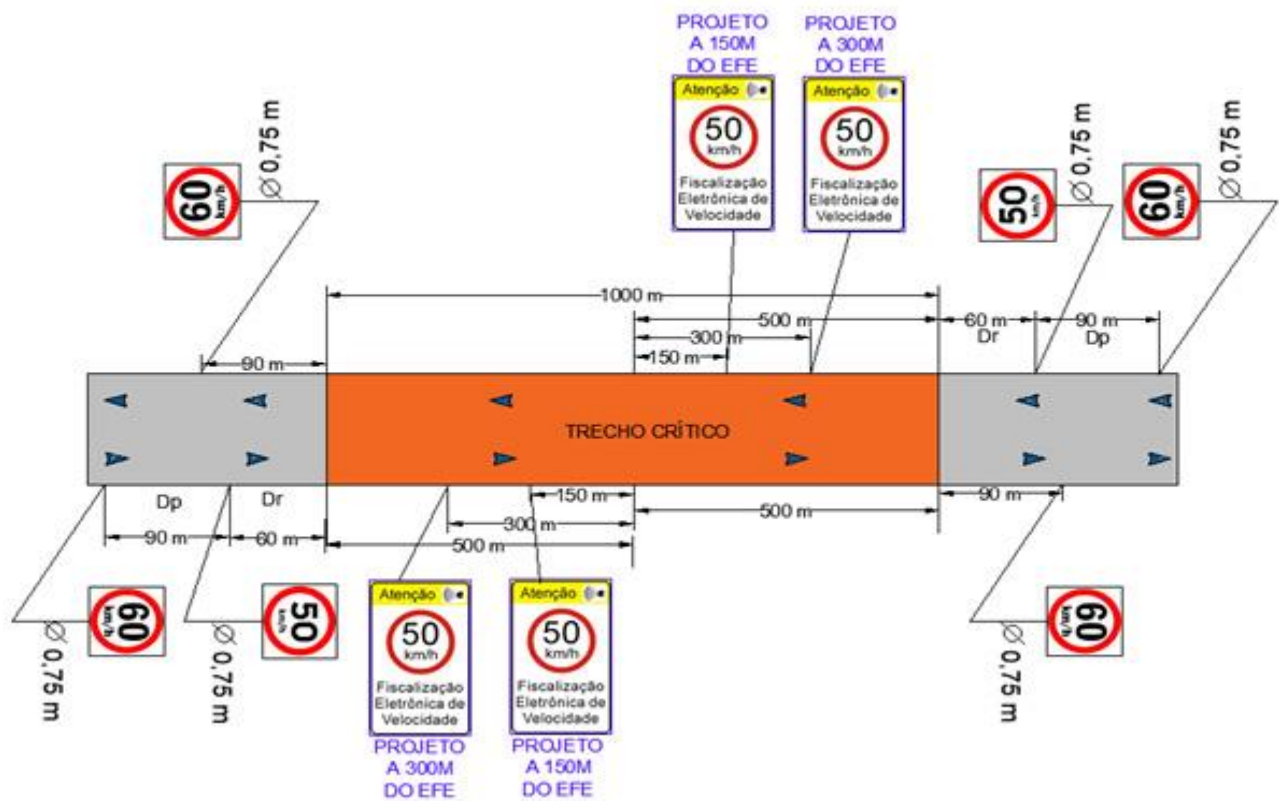 PROJETO
A 150M
DO EFE
PROJETO
A 300M
DO EFE
Atenção
50
km/h
Fiscalização
Eletrônica de
Velocidade
Atenção
50
km/h
Fiscalização
Eletrônica de
Velocidade
60
km/h
Ø 0,75 m
50
km/h
Ø 0,75 m
60
km/h
Ø 0,75 m
1000 m
500 m
60 m
90 m
300 m
Dr
Dp
150 m
90 m
TRECHO CRÍTICO
Dp
Dr
150 m
90 m
300 m
500 m
90 m
60 m
500 m
60
km/h
Ø 0,75 m
50
km/h
Ø 0,75 m
Atenção
50
km/h
Fiscalização
Eletrônica de
Velocidade
PROJETO
A 300M
DO EFE
Atenção
50
km/h
Fiscalização
Eletrônica de
Velocidade
PROJETO
A 150M
DO EFE
60
km/h
Ø 0,75 m